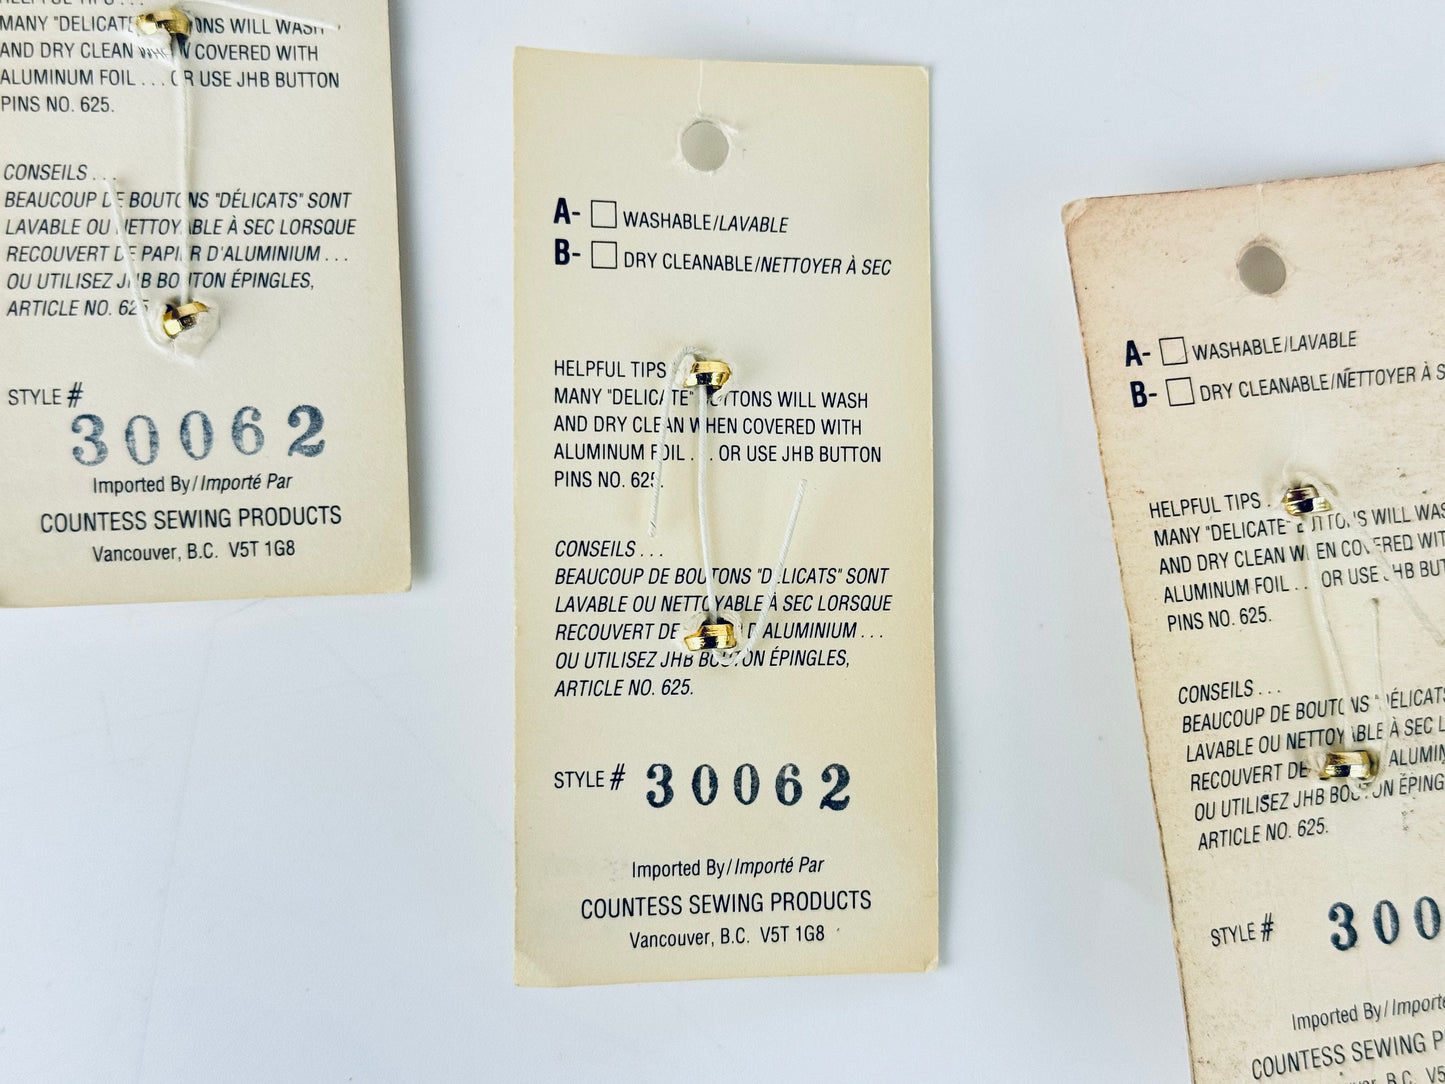 MANY "DELICATE" BUTTONS WILL WASH
AND DRY CLEAN WHEN COVERED WITH
ALUMINUM FOIL . . . OR USE JHB BUTTON
PINS NO. 625.
CONSEILS . . .
BEAUCOUP DE BOUTONS "DÉLICATS" SONT
LAVABLE OU NETTOYABLE À SEC LORSQUE
RECOUVERT DE PAPIER D'ALUMINIUM . . .
OU UTILISEZ JHB BOUTON ÉPINGLES,
ARTICLE NO. 625
STYLE #
30062
Imported By/Importé Par
COUNTESS SEWING PRODUCTS
Vancouver, B.C. V5T 1G8
A- WASHABLE/LAVABLE
B- DRY CLEANABLE/NETTOYER À SEC
HELPFUL TIPS
MANY "DELICATE" BUTTONS WILL WASH
AND DRY CLEAN WHEN COVERED WITH
ALUMINUM FOIL . . . OR USE JHB BUTTON
PINS NO. 625.
CONSEILS . . .
BEAUCOUP DE BOUTONS "DÉLICATS" SONT
LAVABLE OU NETTOYABLE À SEC LORSQUE
RECOUVERT DE D'ALUMINIUM . . .
OU UTILISEZ JHB BOUTON ÉPINGLES,
ARTICLE NO. 625.
STYLE # 30062
Imported By/Importé Par
COUNTESS SEWING PRODUCTS
Vancouver, B.C. V5T 1G8
A- WASHABLE/LAVABLE
B- DRY CLEANABLE/NETTOYER À S
HELPFUL TIPS .
MANY "DELICATE" BUTTONS WILL WAS
AND DRY CLEAN WHEN COVERED WIT
ALUMINUM FOIL . . . OR USE JHB BUT
PINS NO. 625.
CONSEILS . . .
BEAUCOUP DE BOUTONS "DÉLICATS
LAVABLE OU NETTOYABLE À SEC L
RECOUVERT DE ALUMIN
OU UTILISEZ JHB BOUTON ÉPING
ARTICLE NO. 625.
STYLE # 300
Imported By/Importé
COUNTESS SEWING P
B.C. V5